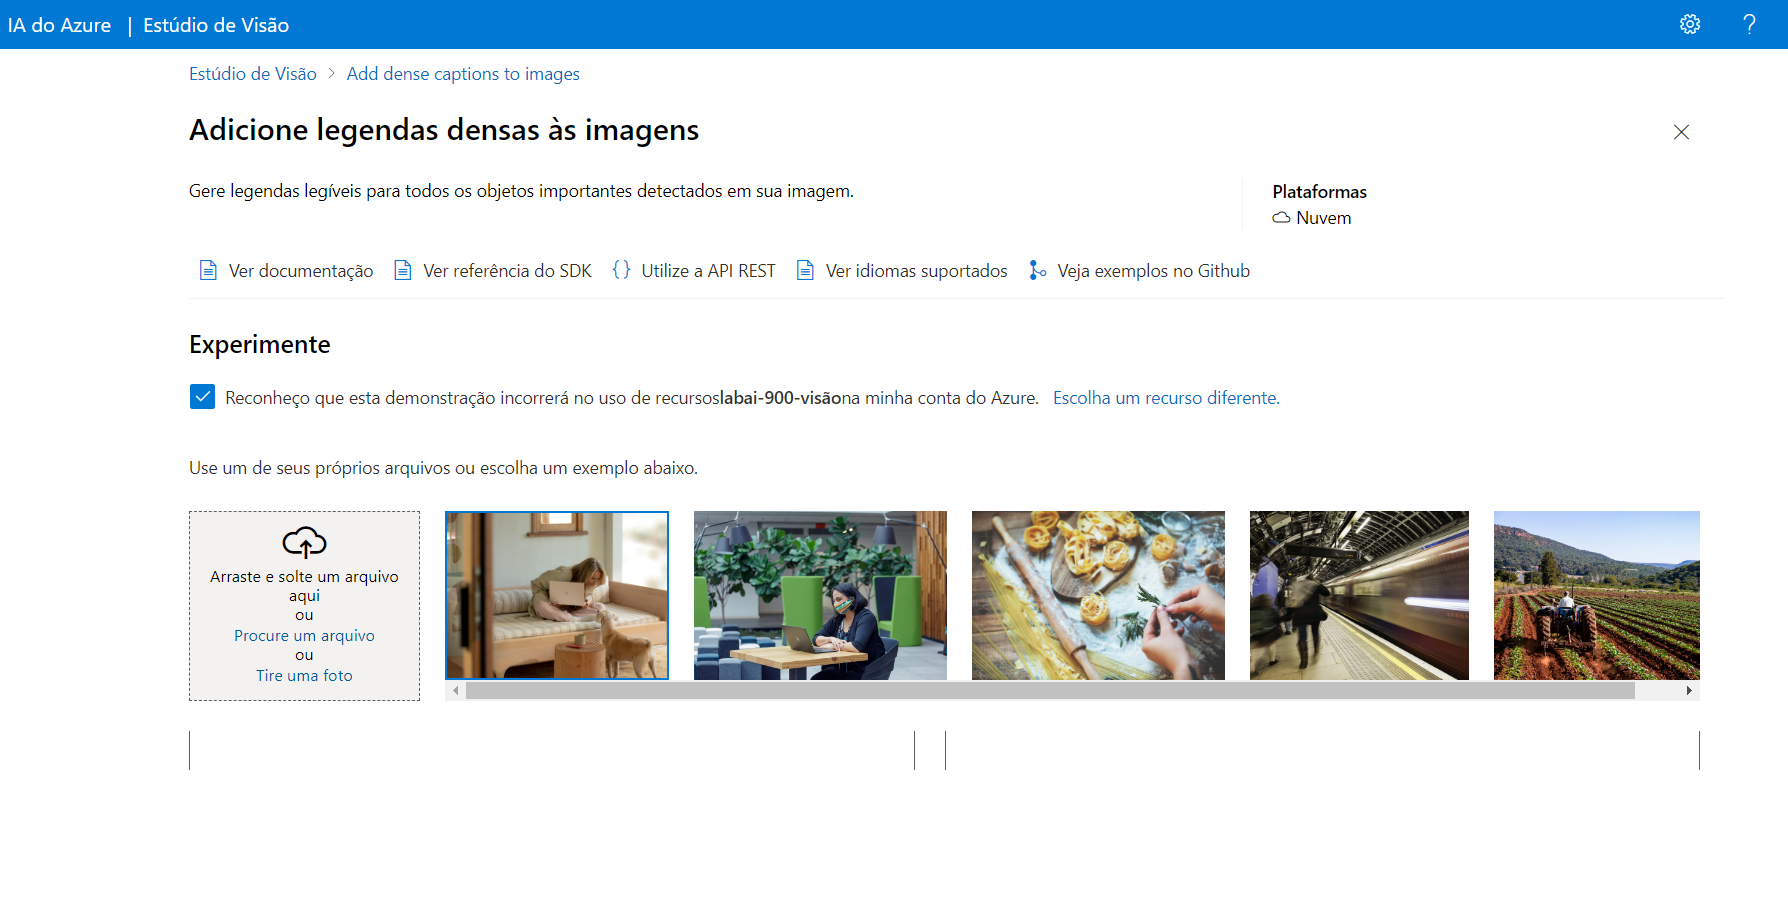 IA do Azure | Estúdio de Visão
Estúdio de Visão > Add dense captions to images
Adicione legendas densas às imagens
Gere legendas legíveis para todos os objetos importantes detectados em sua imagem.
Plataformas
Nuvem
Ver documentação Ver referência do SDK {} Utilize a API REST Ver idiomas suportados Veja exemplos no Github
Experimente
Reconheço que esta demonstração incorrerá no uso de recursoslabai-900-visãona minha conta do Azure. Escolha um recurso diferente.
Use um de seus próprios arquivos ou escolha um exemplo abaixo.
Arraste e solte um arquivo
aqui
ou
Procure um arquivo
ou
Tire uma foto